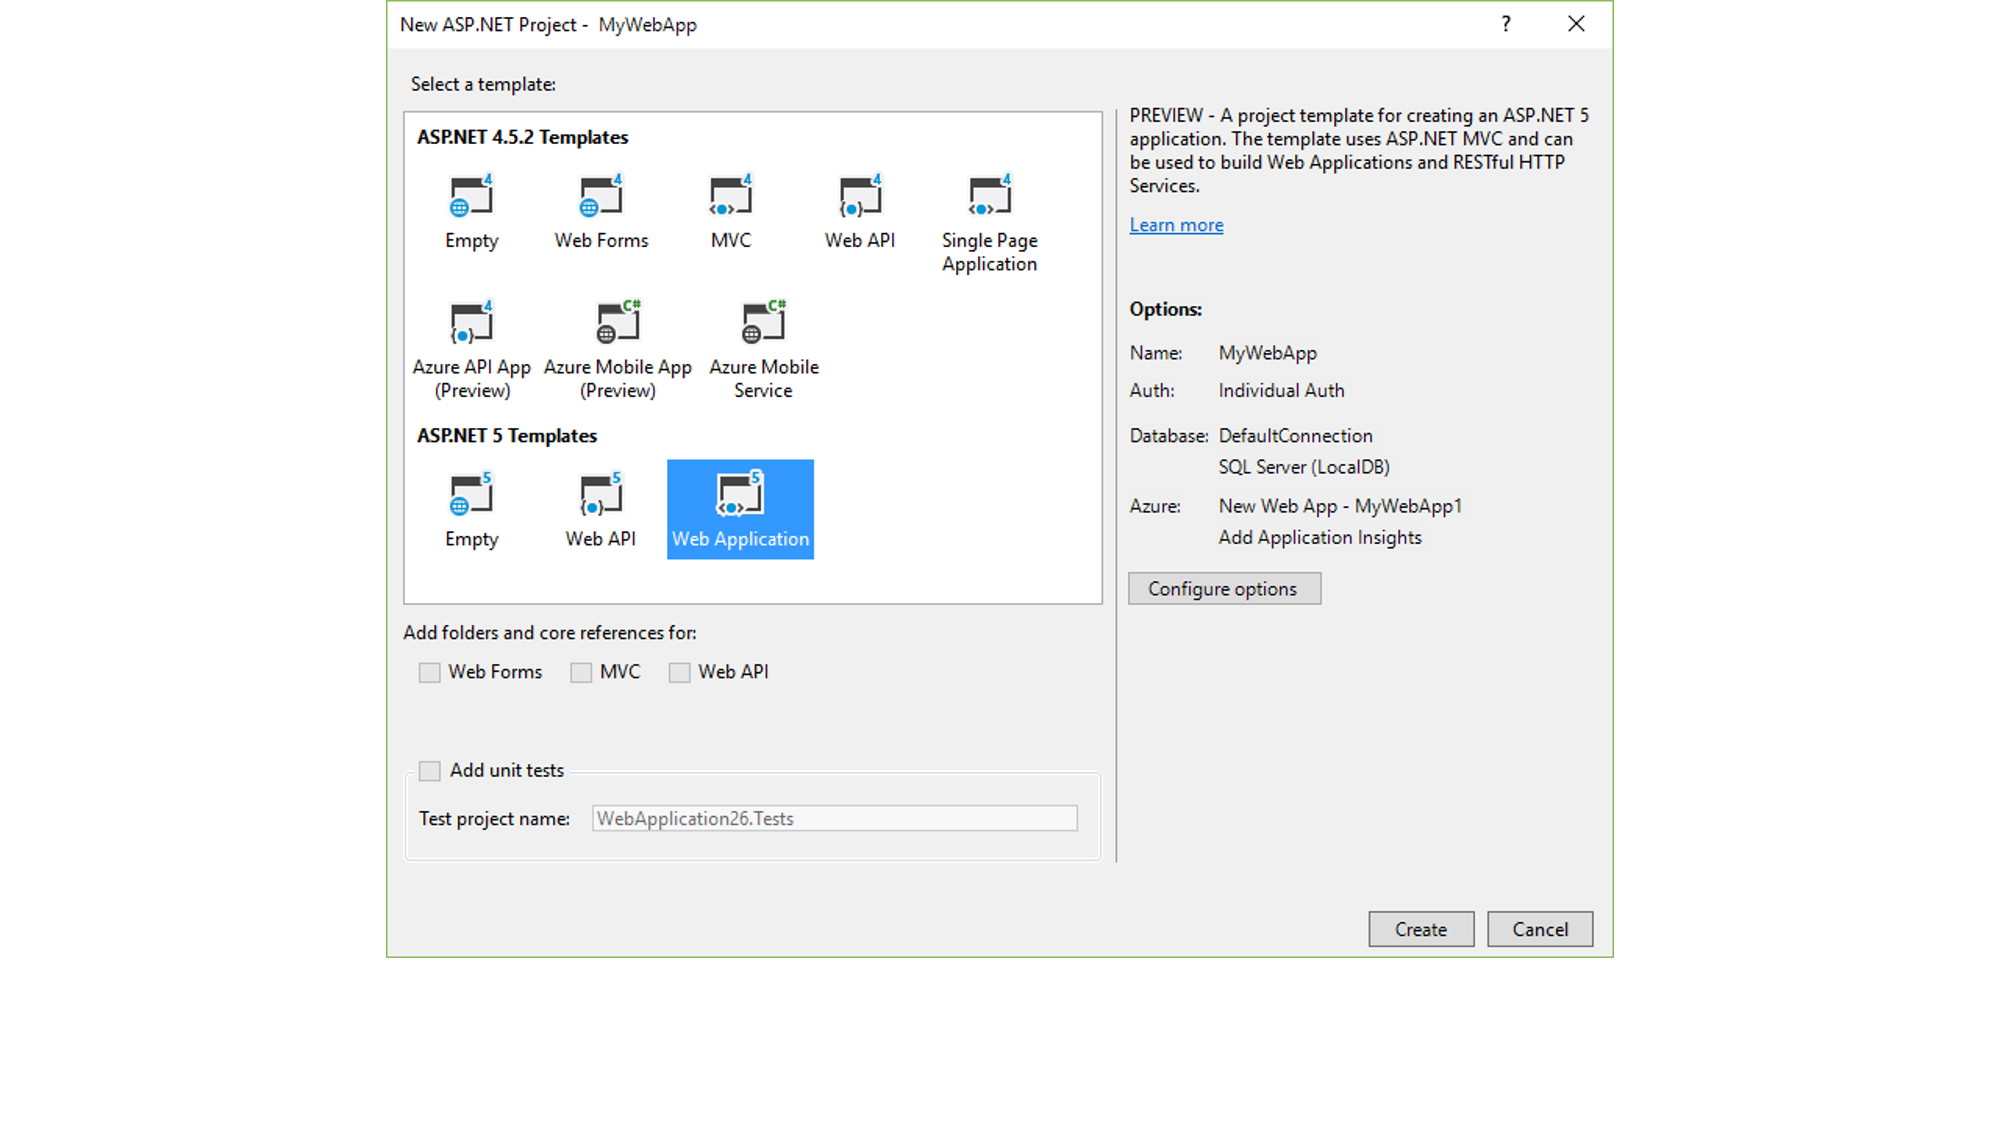 New ASP.NET Project - MyWebApp
?
Select a template:
ASP.NET 4.5.2 Templates
4 4 4 4 4
Empty Web Forms MVC Web API Single Page
Application
4 C# C#
Azure API App Azure Mobile App Azure Mobile
(Preview) (Preview) Service
ASP.NET 5 Templates
5 5 5
Empty Web API Web Application
Add folders and core references for:
Web Forms MVC Web API
Add unit tests
Test project name: WebApplication26.Tests
PREVIEW - A project template for creating an ASP.NET 5
application. The template uses ASP.NET MVC and can
be used to build Web Applications and RESTful HTTP
Services.
Learn more
Options:
Name: MyWebApp
Auth: Individual Auth
Database: DefaultConnection
SQL Server (LocalDB)
Azure: New Web App - MyWebApp1
Add Application Insights
Configure options
Create Cancel